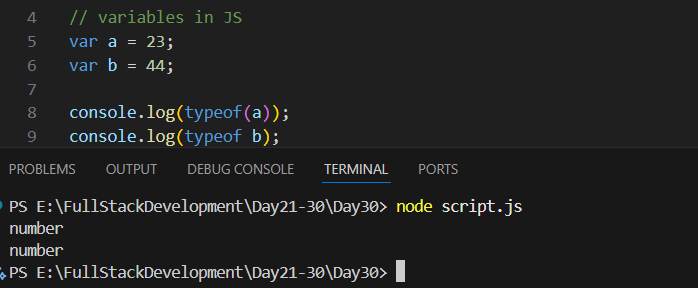 4 // variables in JS
5 var a = 23;
6 var b = 44;
7
8 console.log(typeof(a));
9 console.log(typeof b);
PROBLEMS OUTPUT DEBUG CONSOLE TERMINAL PORTS
PS E:\FullStackDevelopment\Day21-30\Day30> node script.js
number
number
PS E:\FullStackDevelopment\Day21-30\Day30>